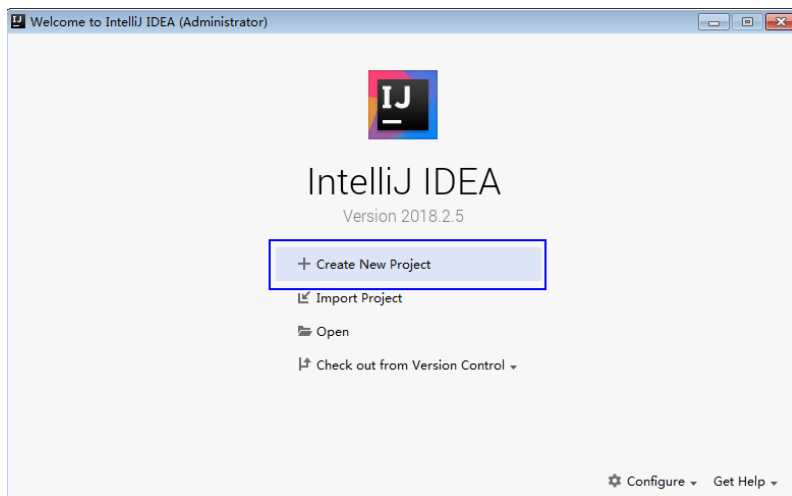 Welcome to IntelliJ IDEA (Administrator)
IJ
IntelliJ IDEA
Version 2018.2.5
Create New Project
Import Project
Open
Check out from Version Control
Configure Get Help